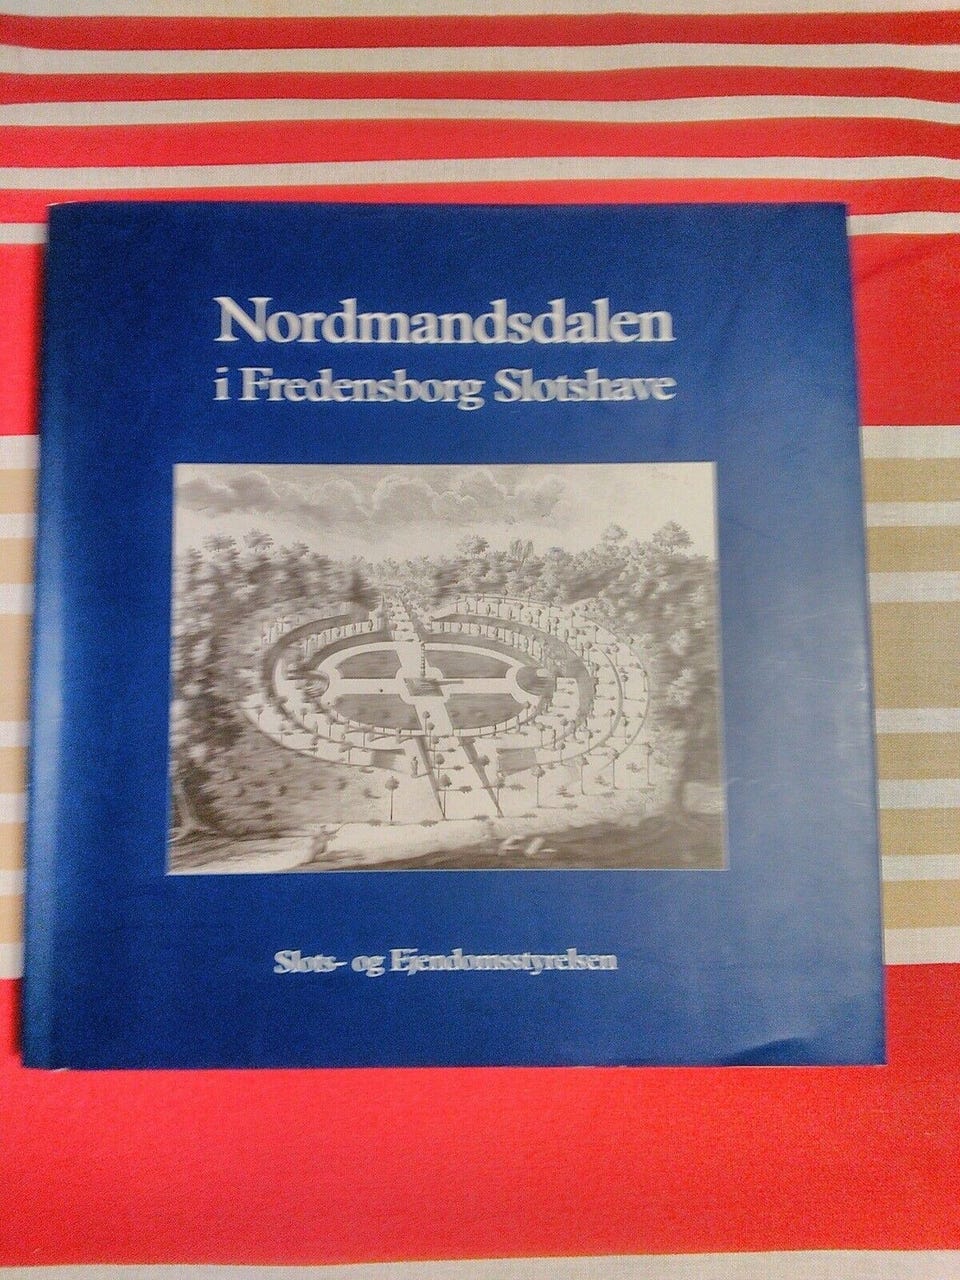 Nordmandsdalen
i Fredensborg Slotshave
Slots- og Ejendomsstyrelsen